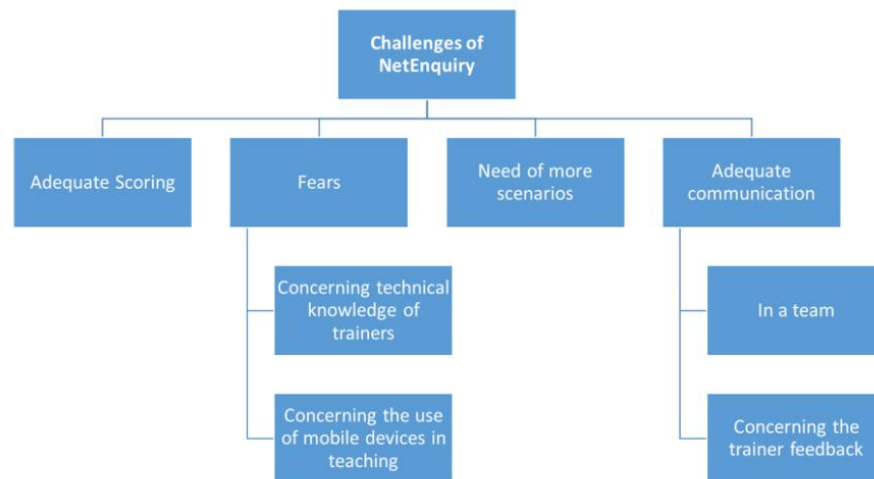 Challenges of
NetEnquiry
Adequate Scoring
Fears
Need of more
scenarios
Adequate
communication
Concerning technical
knowledge of
trainers
In a team
Concerning the use
of mobile devices in
teaching
Concerning the
trainer feedback